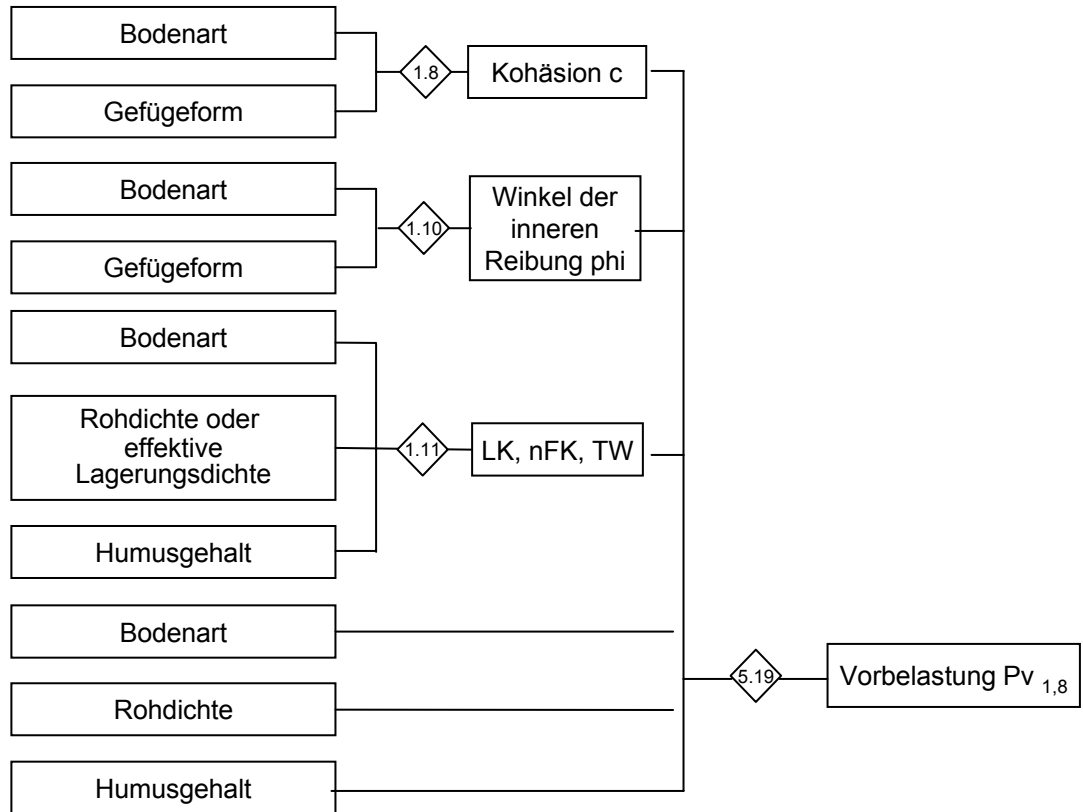 Bodenart
1.8
Kohäsion c
Gefügeform
Bodenart
1.10
Winkel der
inneren
Reibung phi
Gefügeform
Bodenart
Rohdichte oder
effektive
Lagerungsdichte
1.11
LK, nFK, TW
Humusgehalt
Bodenart
5.19
Vorbelastung Pv 1,8
Rohdichte
Humusgehalt